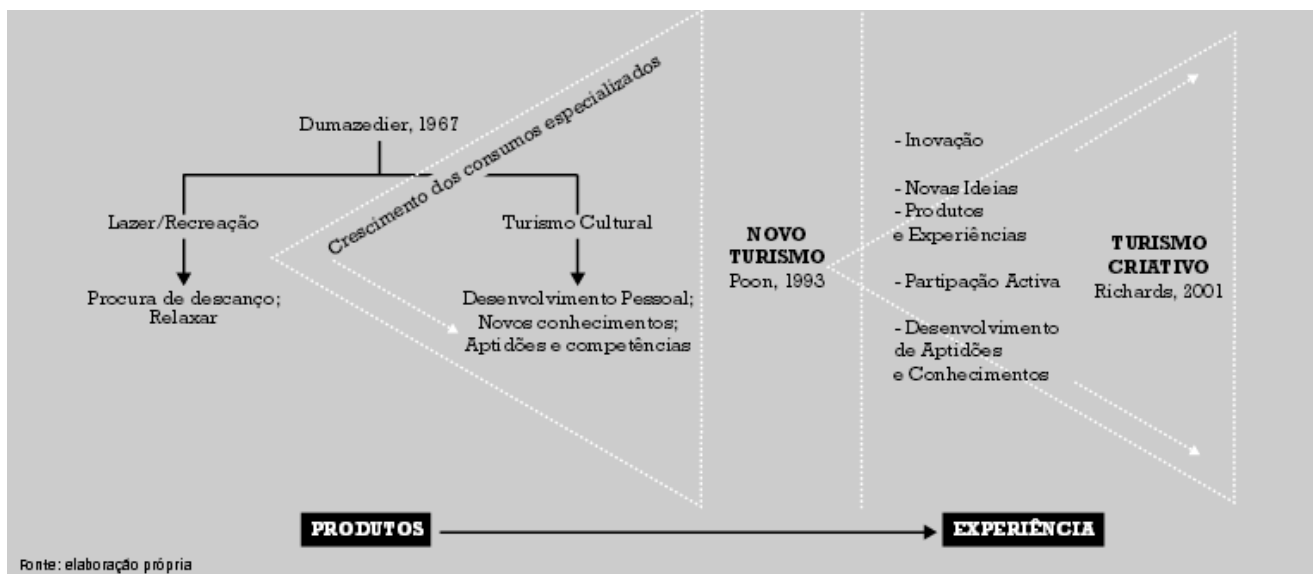 Dumazedier, 1967
Lazer/Recreação
Procura de descanço;
Relaxar
Crescimento dos consumos especializados
Turismo Cultural
Desenvolvimento Pessoal;
Novos conhecimentos;
Aptidões e competências
NOVO
TURISMO
Poon, 1993
- Inovação
- Novas Ideias
- Produtos
e Experiências
- Partipação Activa
- Desenvolvimento
de Aptidões
e Conhecimentos
TURISMO
CRIATIVO
Richards, 2001
PRODUTOS
EXPERIÊNCIA
Fonte: elaboração própria